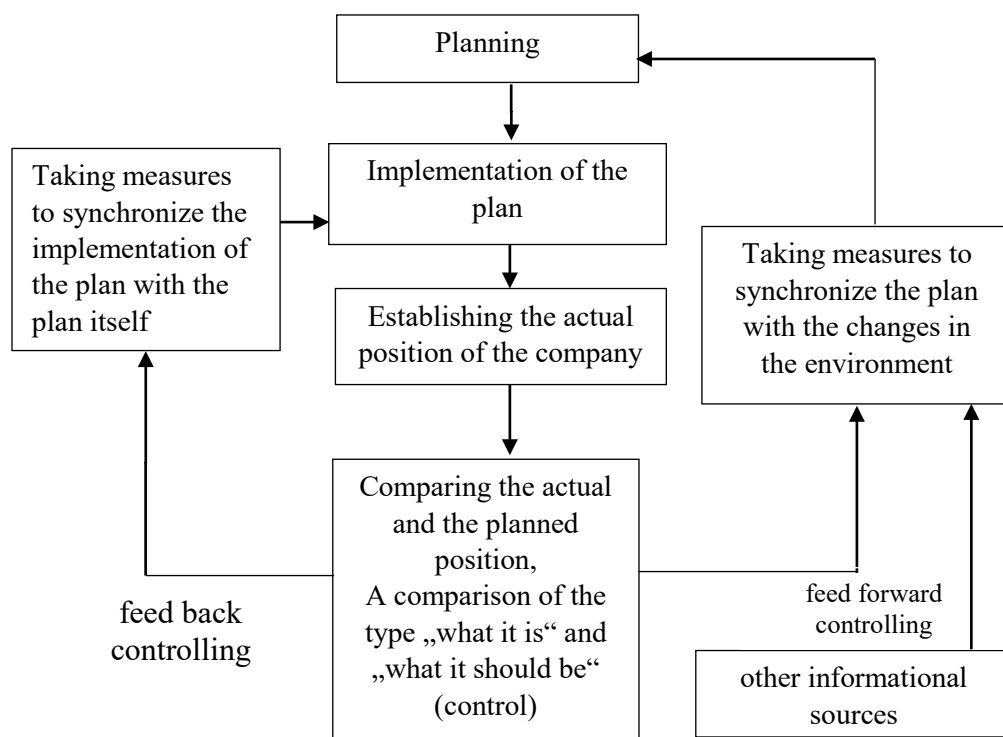 Planning
Implementation of the
plan
Taking measures
to synchronize the
implementation of
the plan with the
plan itself
Taking measures to
synchronize the plan
with the changes in
the environment
Establishing the actual
position of the company
Comparing the actual
and the planned
position,
A comparison of the
type „what it is“ and
„what it should be“
(control)
feed back
controlling
feed forward
controlling
other informational
sources